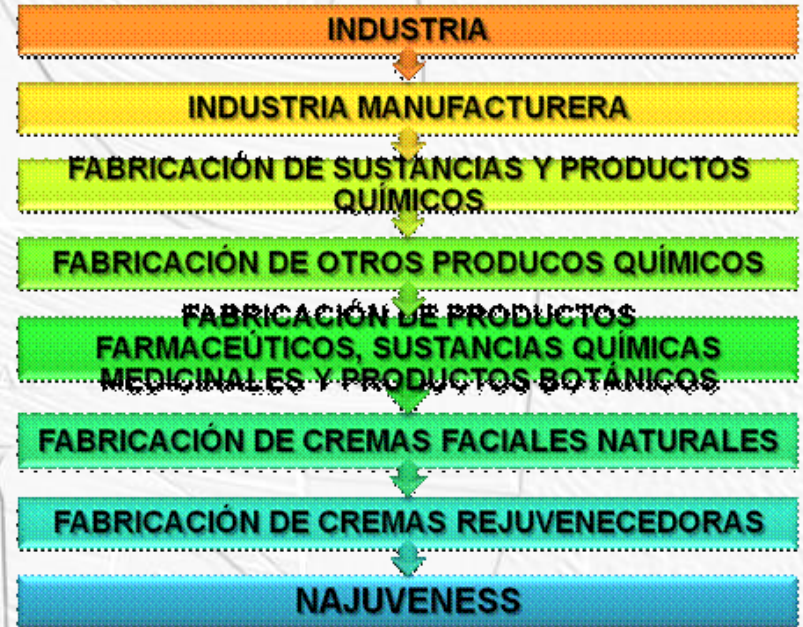 INDUSTRIA
INDUSTRIA MANUFACTURERA
FABRICACIÓN DE SUSTANCIAS Y PRODUCTOS
QUÍMICOS
FABRICACIÓN DE OTROS PRODUCOS QUÍMICOS
FABRICACIÓN DE PRODUCTOS
FARMACEÚTICOS, SUSTANCIAS QUÍMICAS
MEDICINALES Y PRODUCTOS BOTÁNICOS
FABRICACIÓN DE CREMAS FACIALES NATURALES
FABRICACIÓN DE CREMAS REJUVENECEDORAS
NAJUVENESS